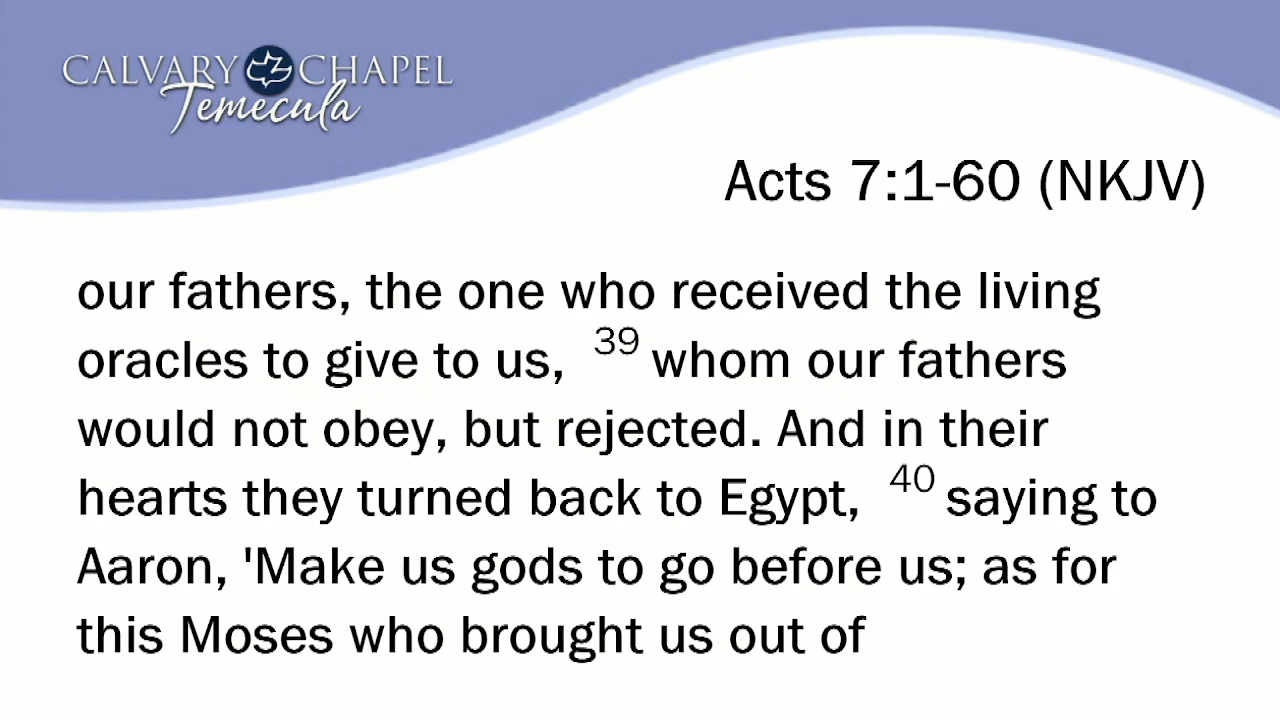 CALVARY CHAPEL
Temecula
Acts 7:1-60 (NKJV)
our fathers, the one who received the living
oracles to give to us, 39 whom our fathers
would not obey, but rejected. And in their
hearts they turned back to Egypt, 40 saying to
Aaron, 'Make us gods to go before us; as for
this Moses who brought us out of